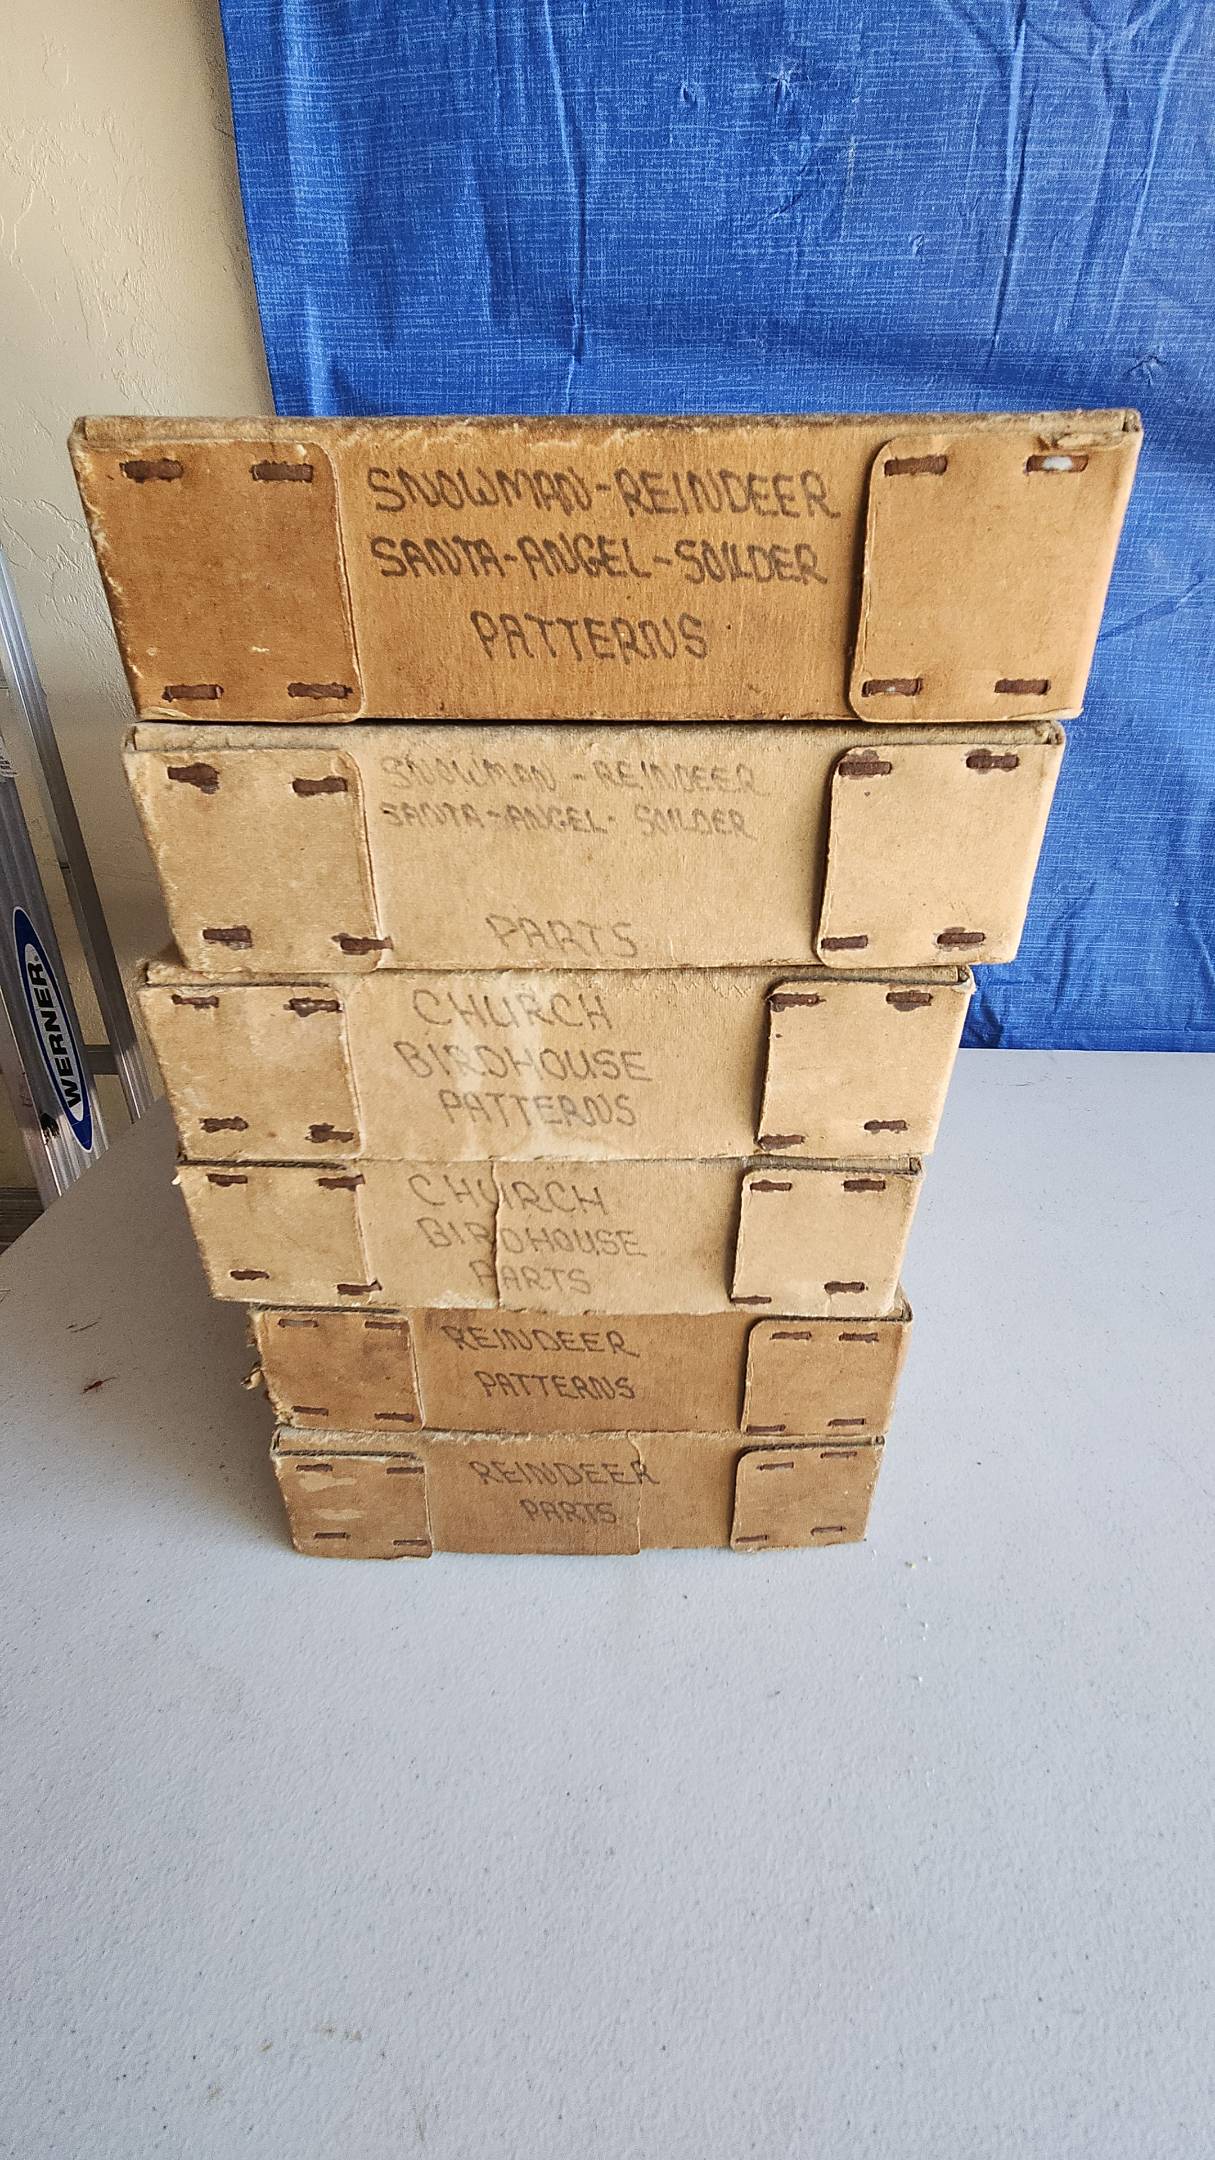 SNOWMAN-REINDEER
SANTA-ANGEL-SOILDER
PATTERNS
SNOWMAN-REINDEER
SANTA-ANGEL-SOILDER
PARTS
CHURCH
BIRDHOUSE
PATTERNS
CHURCH
BIRDHOUSE
PARTS
REINDEER
PATTERNS
REINDEER
PARTS
WERNER